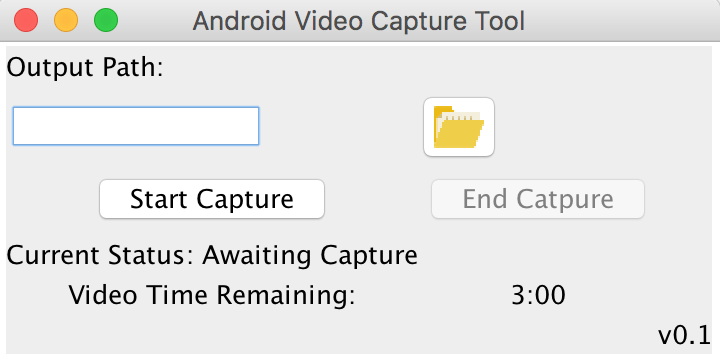 Android Video Capture Tool
Output Path:
Start Capture End Catpure
Current Status: Awaiting Capture
Video Time Remaining: 3:00
v0.1